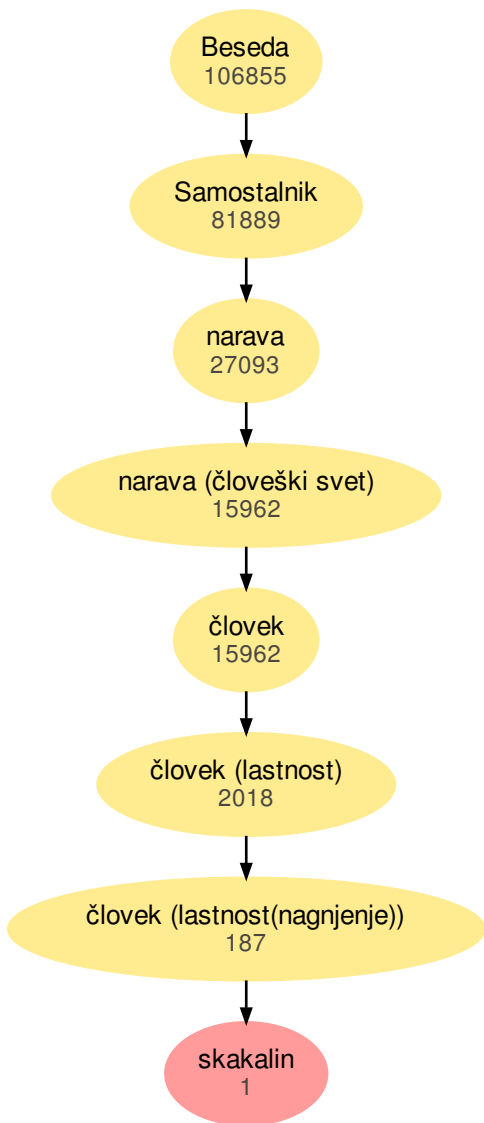 Beseda
106855
Samostalnik
81889
narava
27093
narava (človeški svet)
15962
človek
15962
človek (lastnost)
2018
človek (lastnost(nagnjenje))
187
skakalin
1